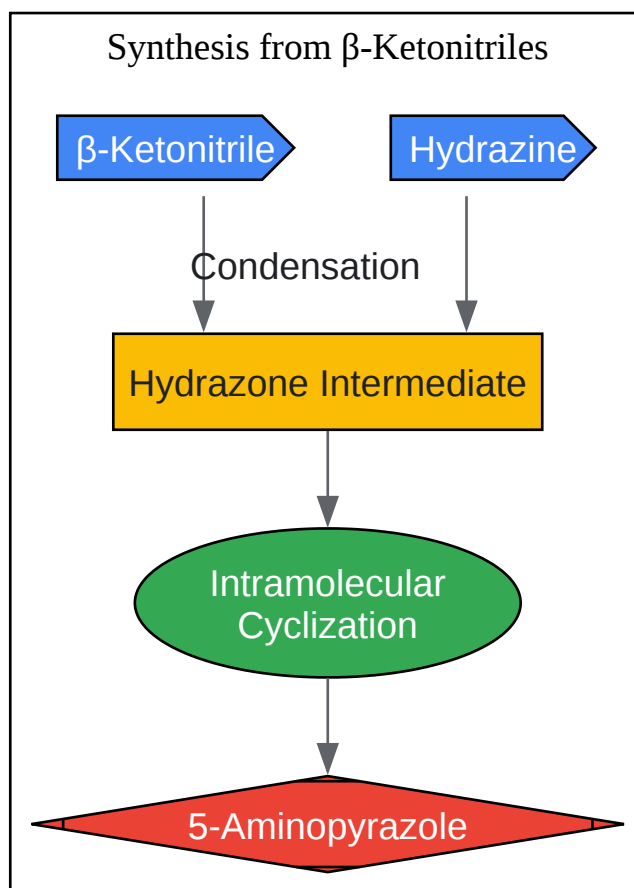 Synthesis from β-Ketonitriles
β-Ketonitrile
Hydrazine
Condensation
Hydrazone Intermediate
Intramolecular
Cyclization
5-Aminopyrazole